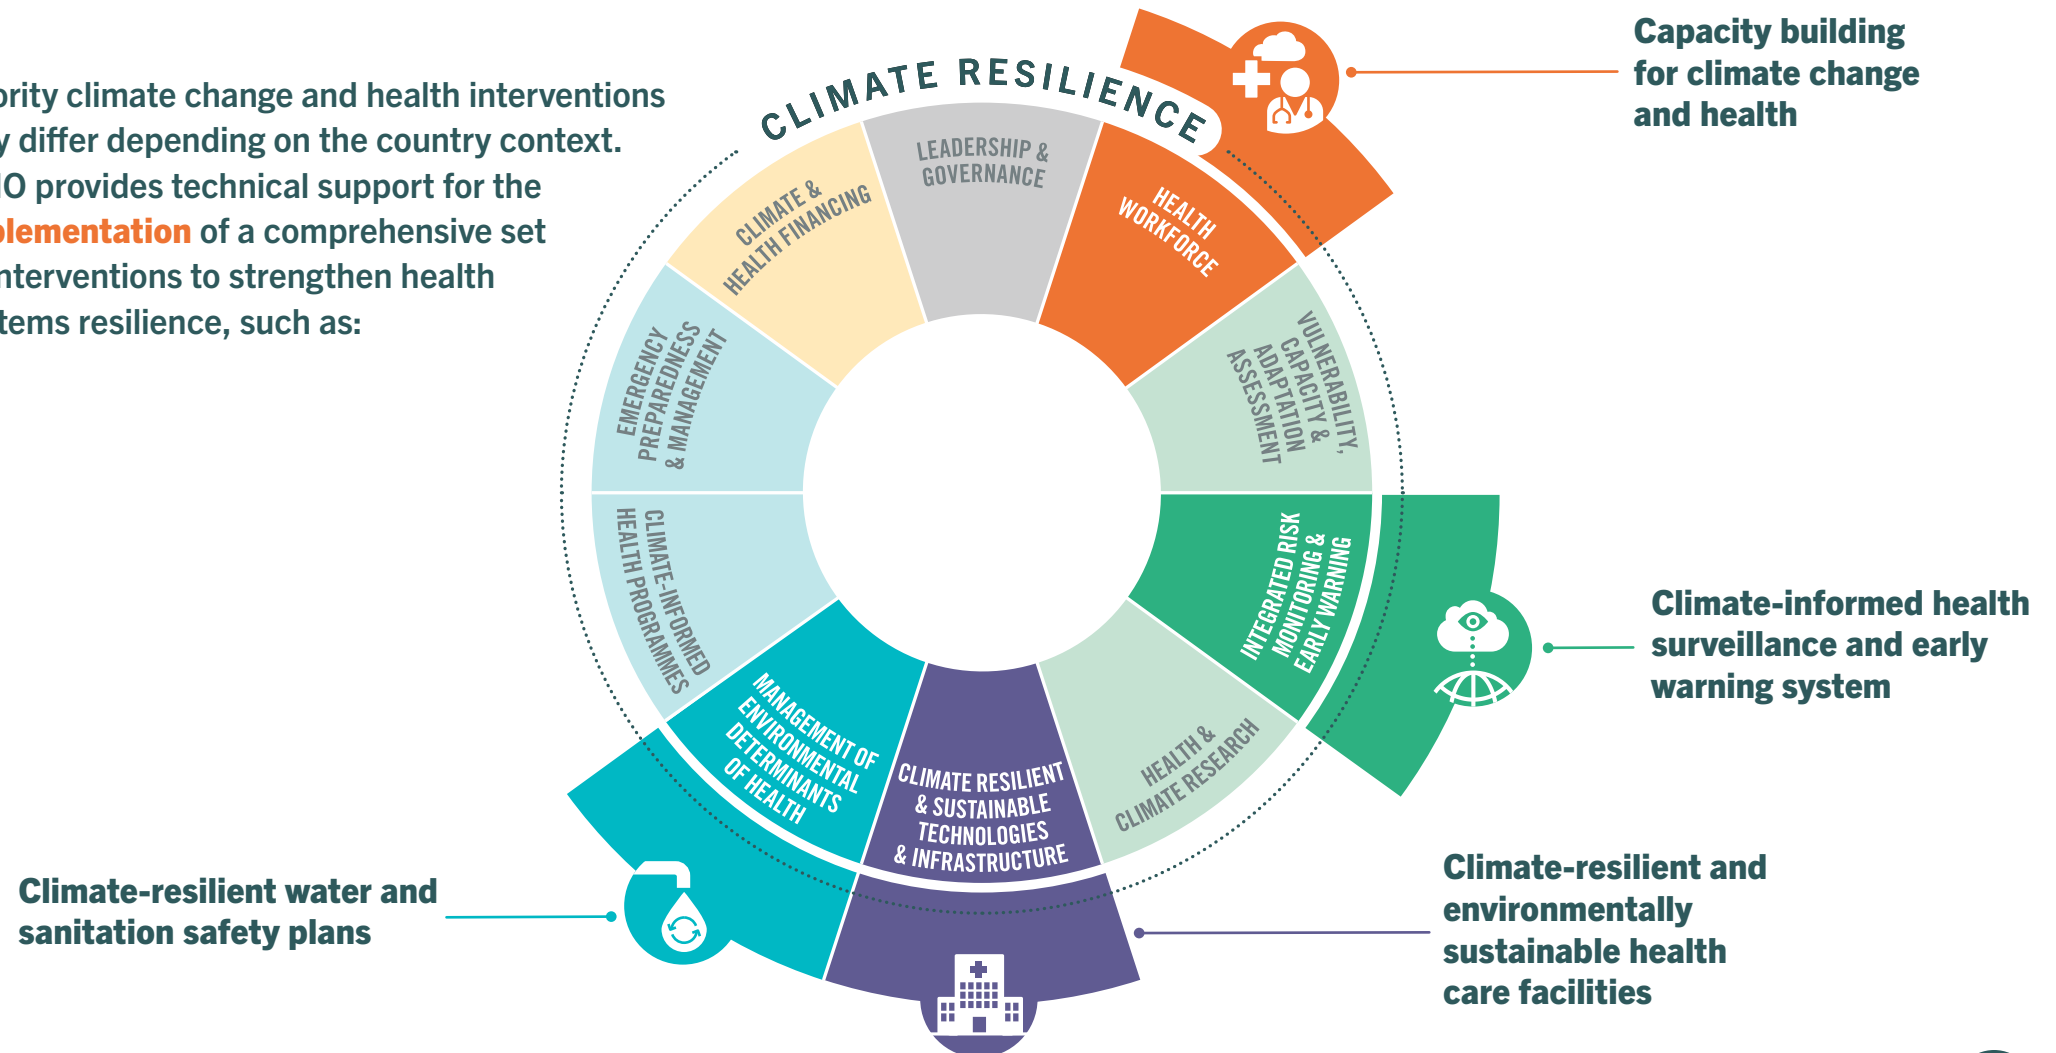 ority climate change and health interventions
y differ depending on the country context.
IO provides technical support for the
plementation of a comprehensive set
nterventions to strengthen health
tems resilience, such as:
CLIMATE RESILIENCE
LEADERSHIP &
GOVERNANCE
HEALTH
WORKFORCE
VULNERABILITY,
CAPACITY &
ADAPTATION
ASSESSMENT
INTEGRATED RISK
MONITORING &
EARLY WARNING
HEALTH &
CLIMATE RESEARCH
CLIMATE RESILIENT
& SUSTAINABLE
TECHNOLOGIES
& INFRASTRUCTURE
MANAGEMENT OF
ENVIRONMENTAL
DETERMINANTS
OF HEALTH
CLIMATE-INFORMED
HEALTH PROGRAMMES
EMERGENCY
PREPAREDNESS
& MANAGEMENT
CLIMATE &
HEALTH FINANCING
Capacity building
for climate change
and health
Climate-informed health
surveillance and early
warning system
Climate-resilient and
environmentally
sustainable health
care facilities
Climate-resilient water and
sanitation safety plans